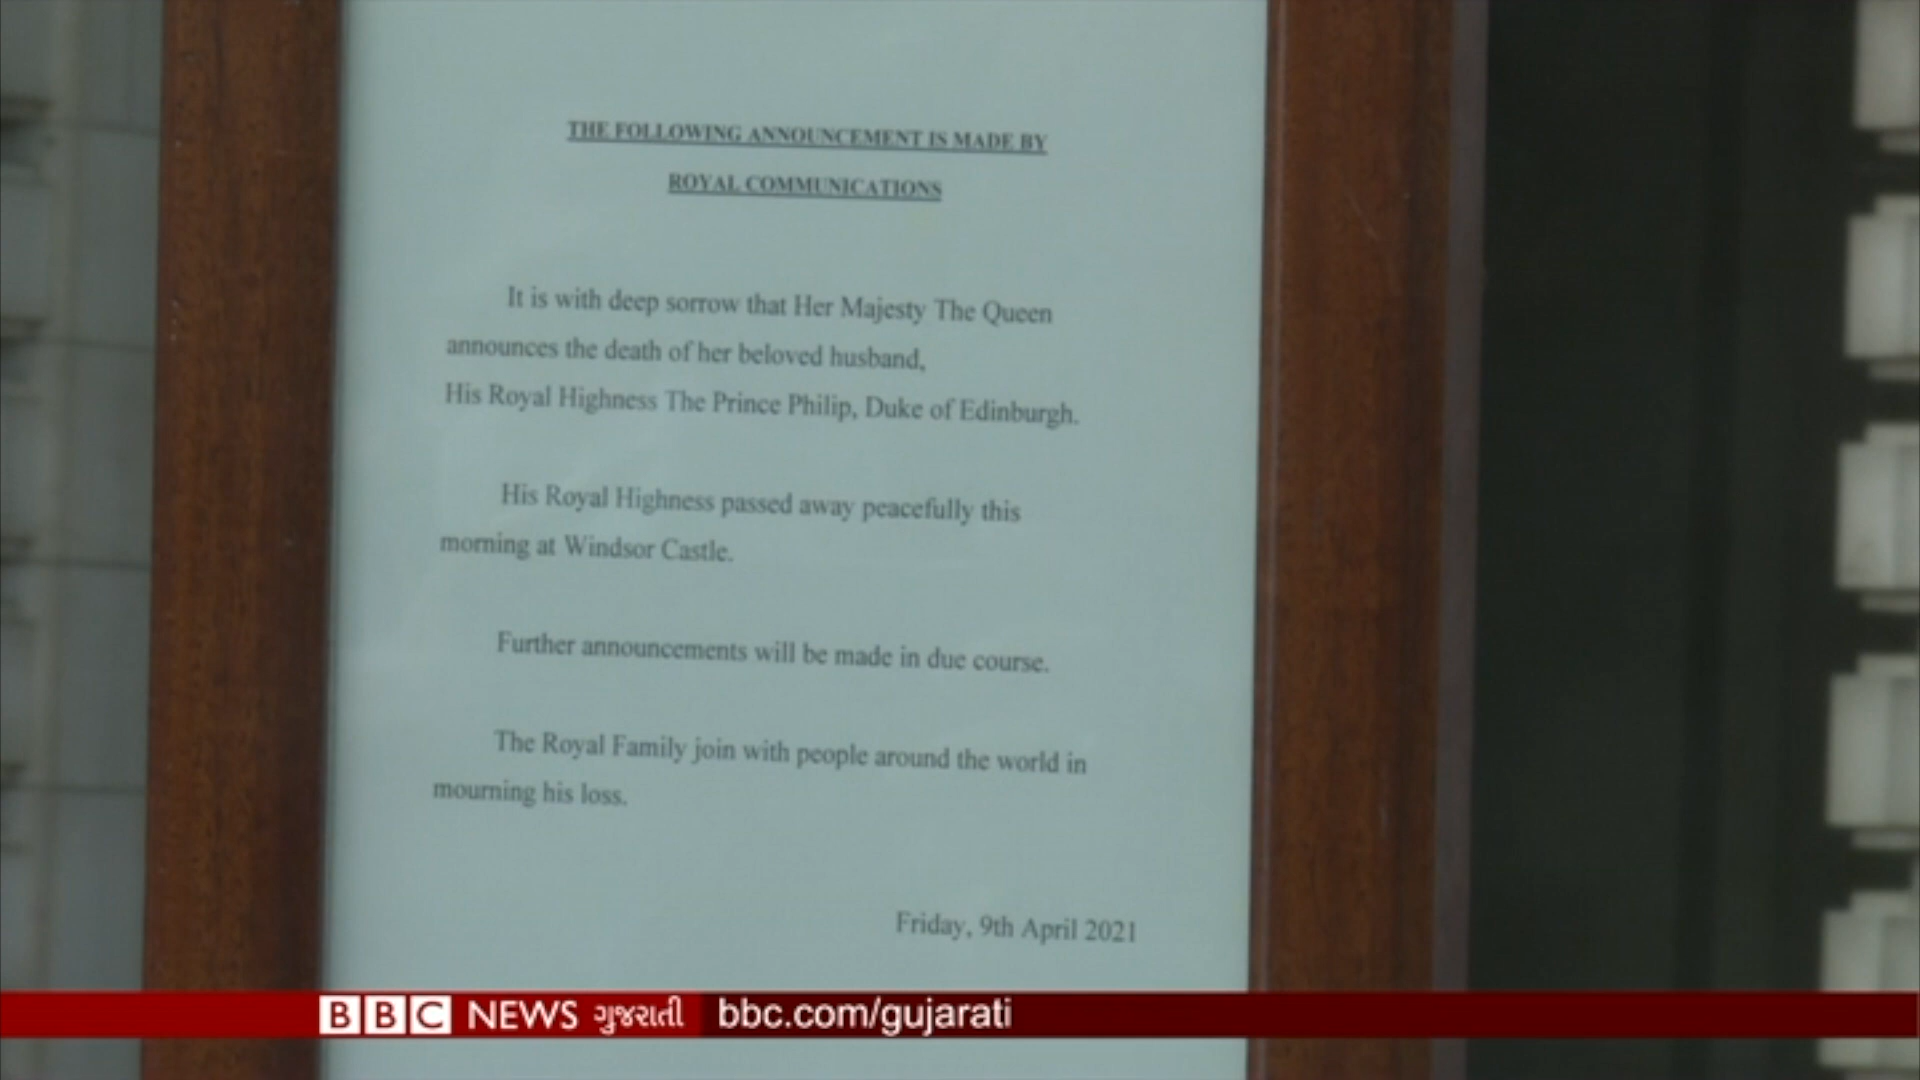 THE FOLLOWING ANNOUNCEMENT IS MADE BY
ROYAL COMMUNICATIONS
It is with deep sorrow that Her Majesty The Queen
announces the death of her beloved husband,
His Royal Highness The Prince Philip, Duke of Edinburgh.
His Royal Highness passed away peacefully this
morning at Windsor Castle.
Further announcements will be made in due course.
The Royal Family join with people around the world in
mourning his loss.
Friday, 9th April 2021
BBC NEWS ગુજરાતી bbc.com/gujarati